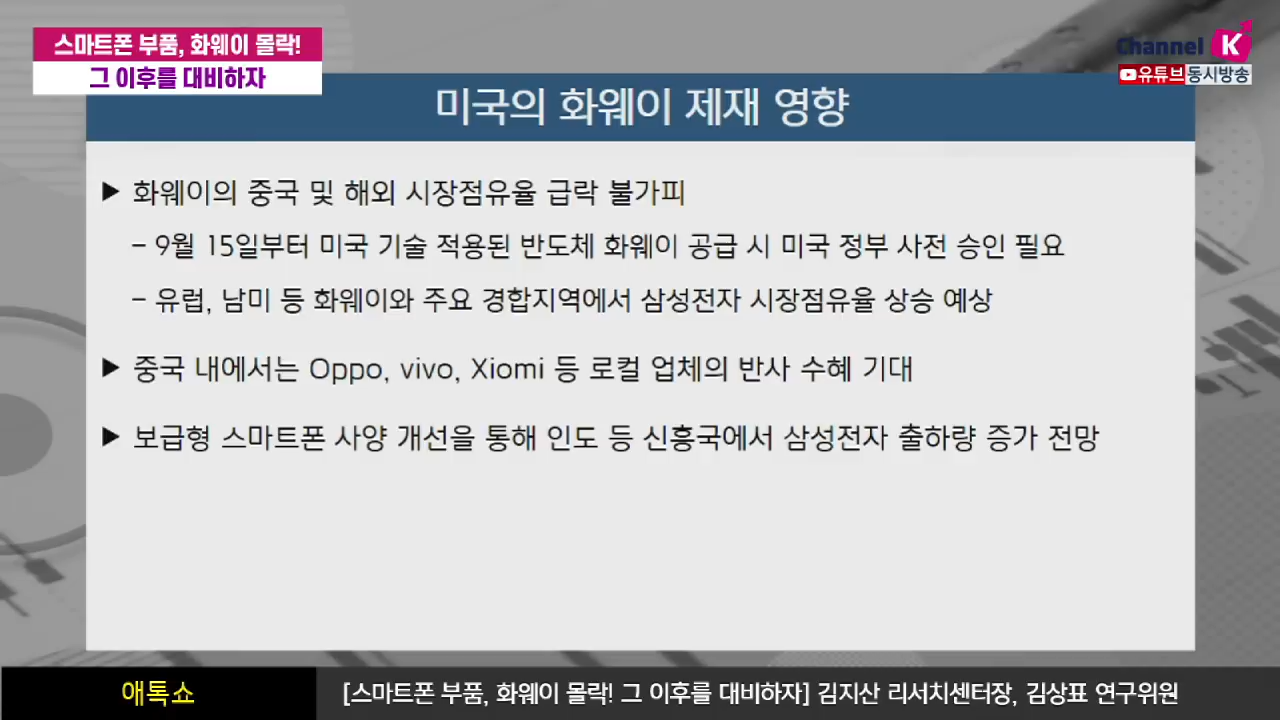 스마트폰 부품, 화웨이 몰락!
그 이후를 대비하자
Channel K
유튜브 동시방송
미국의 화웨이 제재 영향
▶ 화웨이의 중국 및 해외 시장점유율 급락 불가피
- 9월 15일부터 미국 기술 적용된 반도체 화웨이 공급 시 미국 정부 사전 승인 필요
- 유럽, 남미 등 화웨이와 주요 경합지역에서 삼성전자 시장점유율 상승 예상
▶ 중국 내에서는 Oppo, vivo, Xiomi 등 로컬 업체의 반사 수혜 기대
▶ 보급형 스마트폰 사양 개선을 통해 인도 등 신흥국에서 삼성전자 출하량 증가 전망
애톡쇼
[스마트폰 부품, 화웨이 몰락! 그 이후를 대비하자] 김지산 리서치센터장, 김상표 연구위원